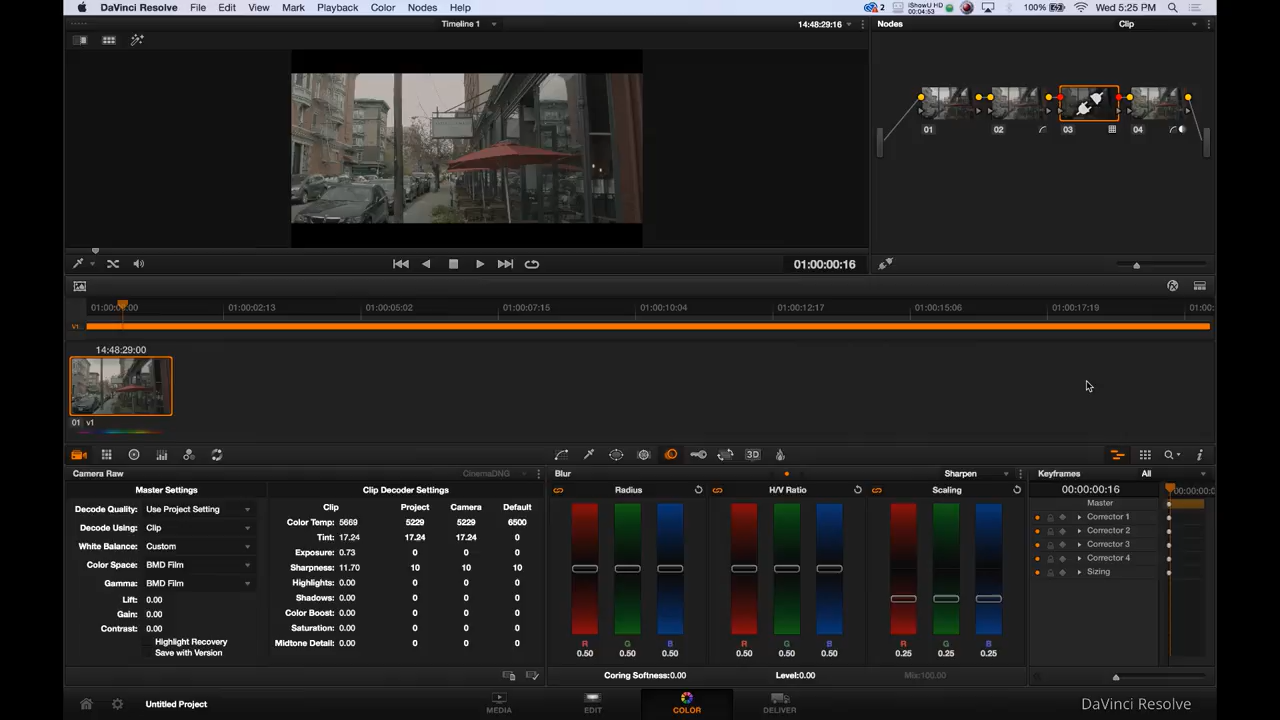 DaVinci Resolve File Edit View Mark Playback Color Nodes Help
2 iShowU HD 00:04:53 100% Wed 5:25 PM
Timeline 1 14:48:29:16 Nodes Clip
01 02 03 04
01:00:00:16
01:00:02:13 01:00:05:02 01:00:07:15 01:00:10:04 01:00:12:17 01:00:15:06 01:00:17:19
14:48:29:00
01 v1
3D
Camera Raw CinemaDNG Blur Sharpen Keyframes All
Master Settings Clip Decoder Settings Radius H/V Ratio Scaling 00:00:00:16
Master
Clip Project Camera Default
Decode Quality: Use Project Setting
Color Temp: 5669 5229 5229 6500
Decode Using: Clip
Tint: 17.24 17.24 17.24 0
White Balance: Custom
Exposure: 0.73
Color Space: BMD Film
Sharpness: 11.70 10 10 10
Gamma: BMD Film
Highlights: 0.00 0 0 0
Lift: 0.00
Shadows: 0.00 0 0 0
Gain: 0.00
Color Boost: 0.00 0 0 0
Contrast: 0.00
Saturation: 0.00 0 0 0
Highlight Recovery
Midtone Detail: 0.00 0 0 0
Save with Version
Corrector 1
Corrector 2
Corrector 3
Corrector 4
Sizing
R G B R G B R G B
0.50 0.50 0.50 0.50 0.50 0.50 0.25 0.25 0.25
Coring Softness:0.00 Level:0.00 Mix:100.00
Untitled Project MEDIA EDIT COLOR DELIVER DaVinci Resolve